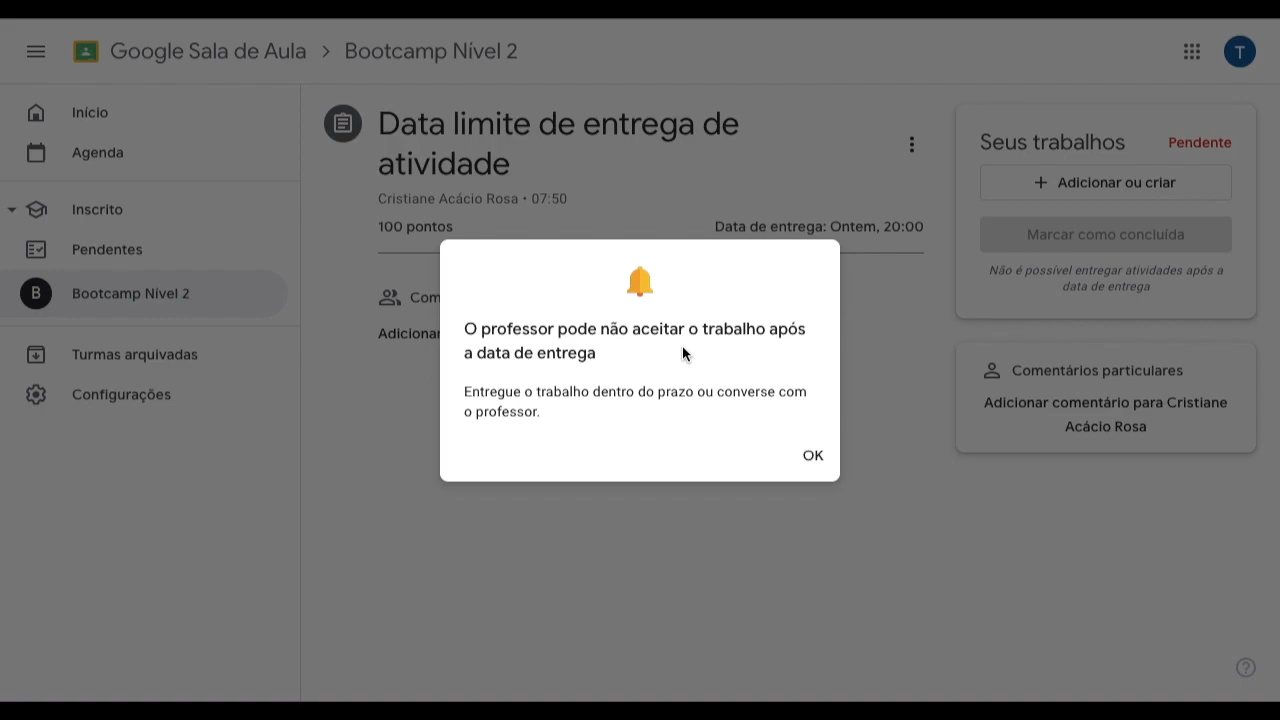 Google Sala de Aula > Bootcamp Nível 2
T
Início
Agenda
Inscrito
Pendentes
B Bootcamp Nível 2
Turmas arquivadas
Configurações
Data limite de entrega de
atividade
Cristiane Acácio Rosa • 07:50
100 pontos
Data de entrega: Ontem, 20:00
Com
Adicionar
O professor pode não aceitar o trabalho após
a data de entrega
Entregue o trabalho dentro do prazo ou converse com
o professor.
OK
Seus trabalhos
Pendente
+ Adicionar ou criar
Marcar como concluída
Não é possível entregar atividades após a
data de entrega
Comentários particulares
Adicionar comentário para Cristiane
Acácio Rosa